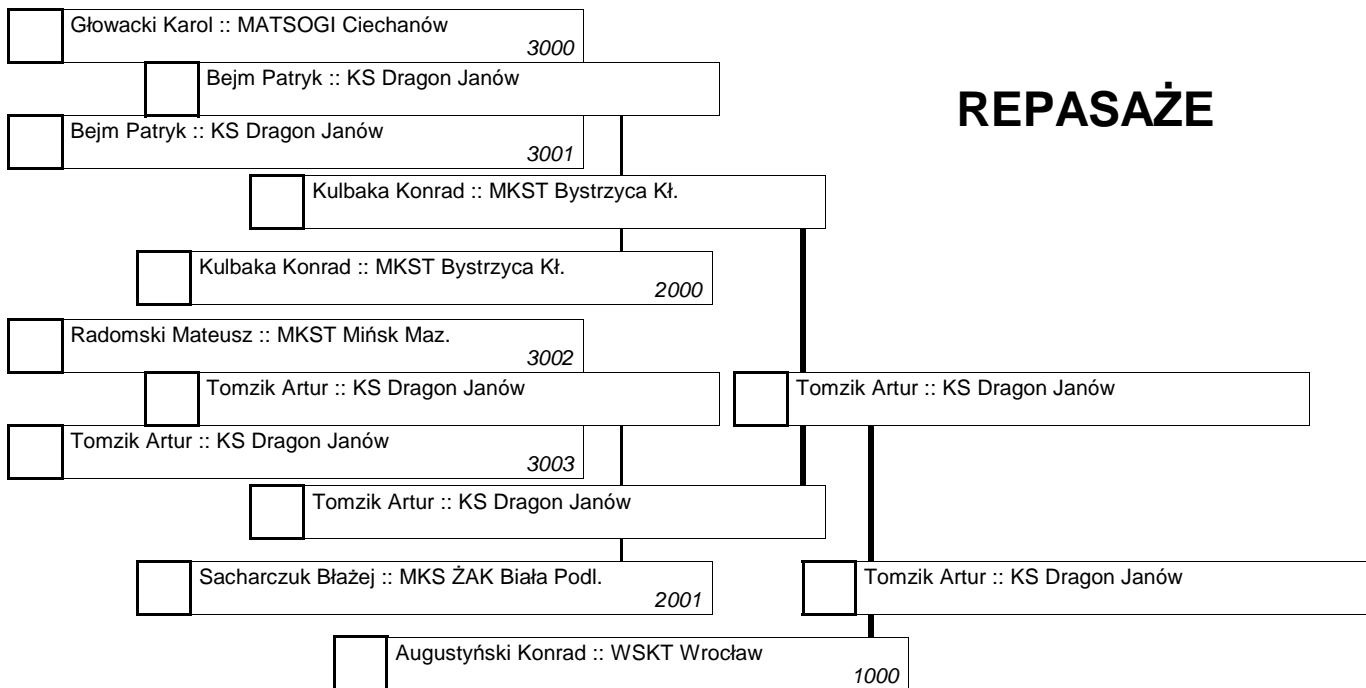 Głowacki Karol :: MATSOGI Ciechanów
3000
Bejm Patryk :: KS Dragon Janów
REPASAŻE
Bejm Patryk :: KS Dragon Janów
3001
Kulbaka Konrad :: MKST Bystrzyca Kł.
Kulbaka Konrad :: MKST Bystrzyca Kł.
2000
Radomski Mateusz :: MKST Mińsk Maz.
3002
Tomzik Artur :: KS Dragon Janów
Tomzik Artur :: KS Dragon Janów
Tomzik Artur :: KS Dragon Janów
3003
Tomzik Artur :: KS Dragon Janów
Sacharczuk Błażej :: MKS ŻAK Biała Podl.
2001
Tomzik Artur :: KS Dragon Janów
Augustyński Konrad :: WSKT Wrocław
1000